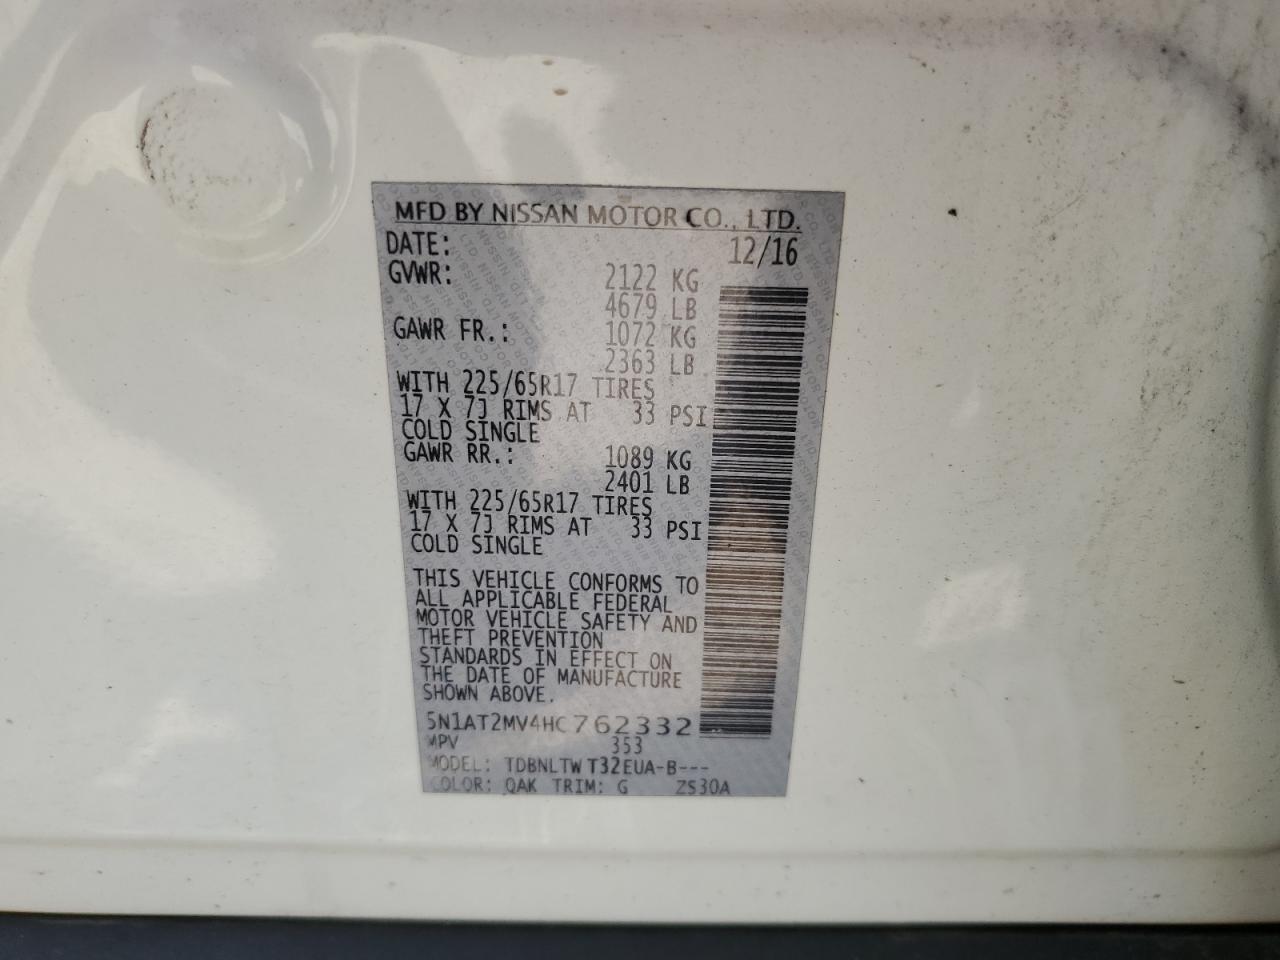 MFD BY NISSAN MOTOR CO., LTD.
DATE: 12/16
GVWR: 2122 KG
4679 LB
GAWR FR.: 1072 KG
2363 LB
WITH 225/65R17 TIRES
17 X 7J RIMS AT 33 PSI
COLD SINGLE
GAWR RR.: 1089 KG
2401 LB
WITH 225/65R17 TIRES
17 X 7J RIMS AT 33 PSI
COLD SINGLE
THIS VEHICLE CONFORMS TO
ALL APPLICABLE FEDERAL
MOTOR VEHICLE SAFETY AND
THEFT PREVENTION
STANDARDS IN EFFECT ON
THE DATE OF MANUFACTURE
SHOWN ABOVE.
5N1AT2MV4HC762332
MPV 353
MODEL: TDBNLTW T32EUA-B---
COLOR: QAK TRIM: G ZS30A